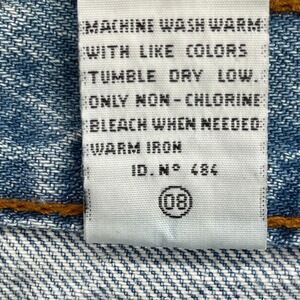 MACHINE WASH WARM
WITH LIKE COLORS
TUMBLE DRY LOW.
ONLY NON-CHLORINE
BLEACH WHEN NEEDED
WARM IRON
ID. Nº 484
08